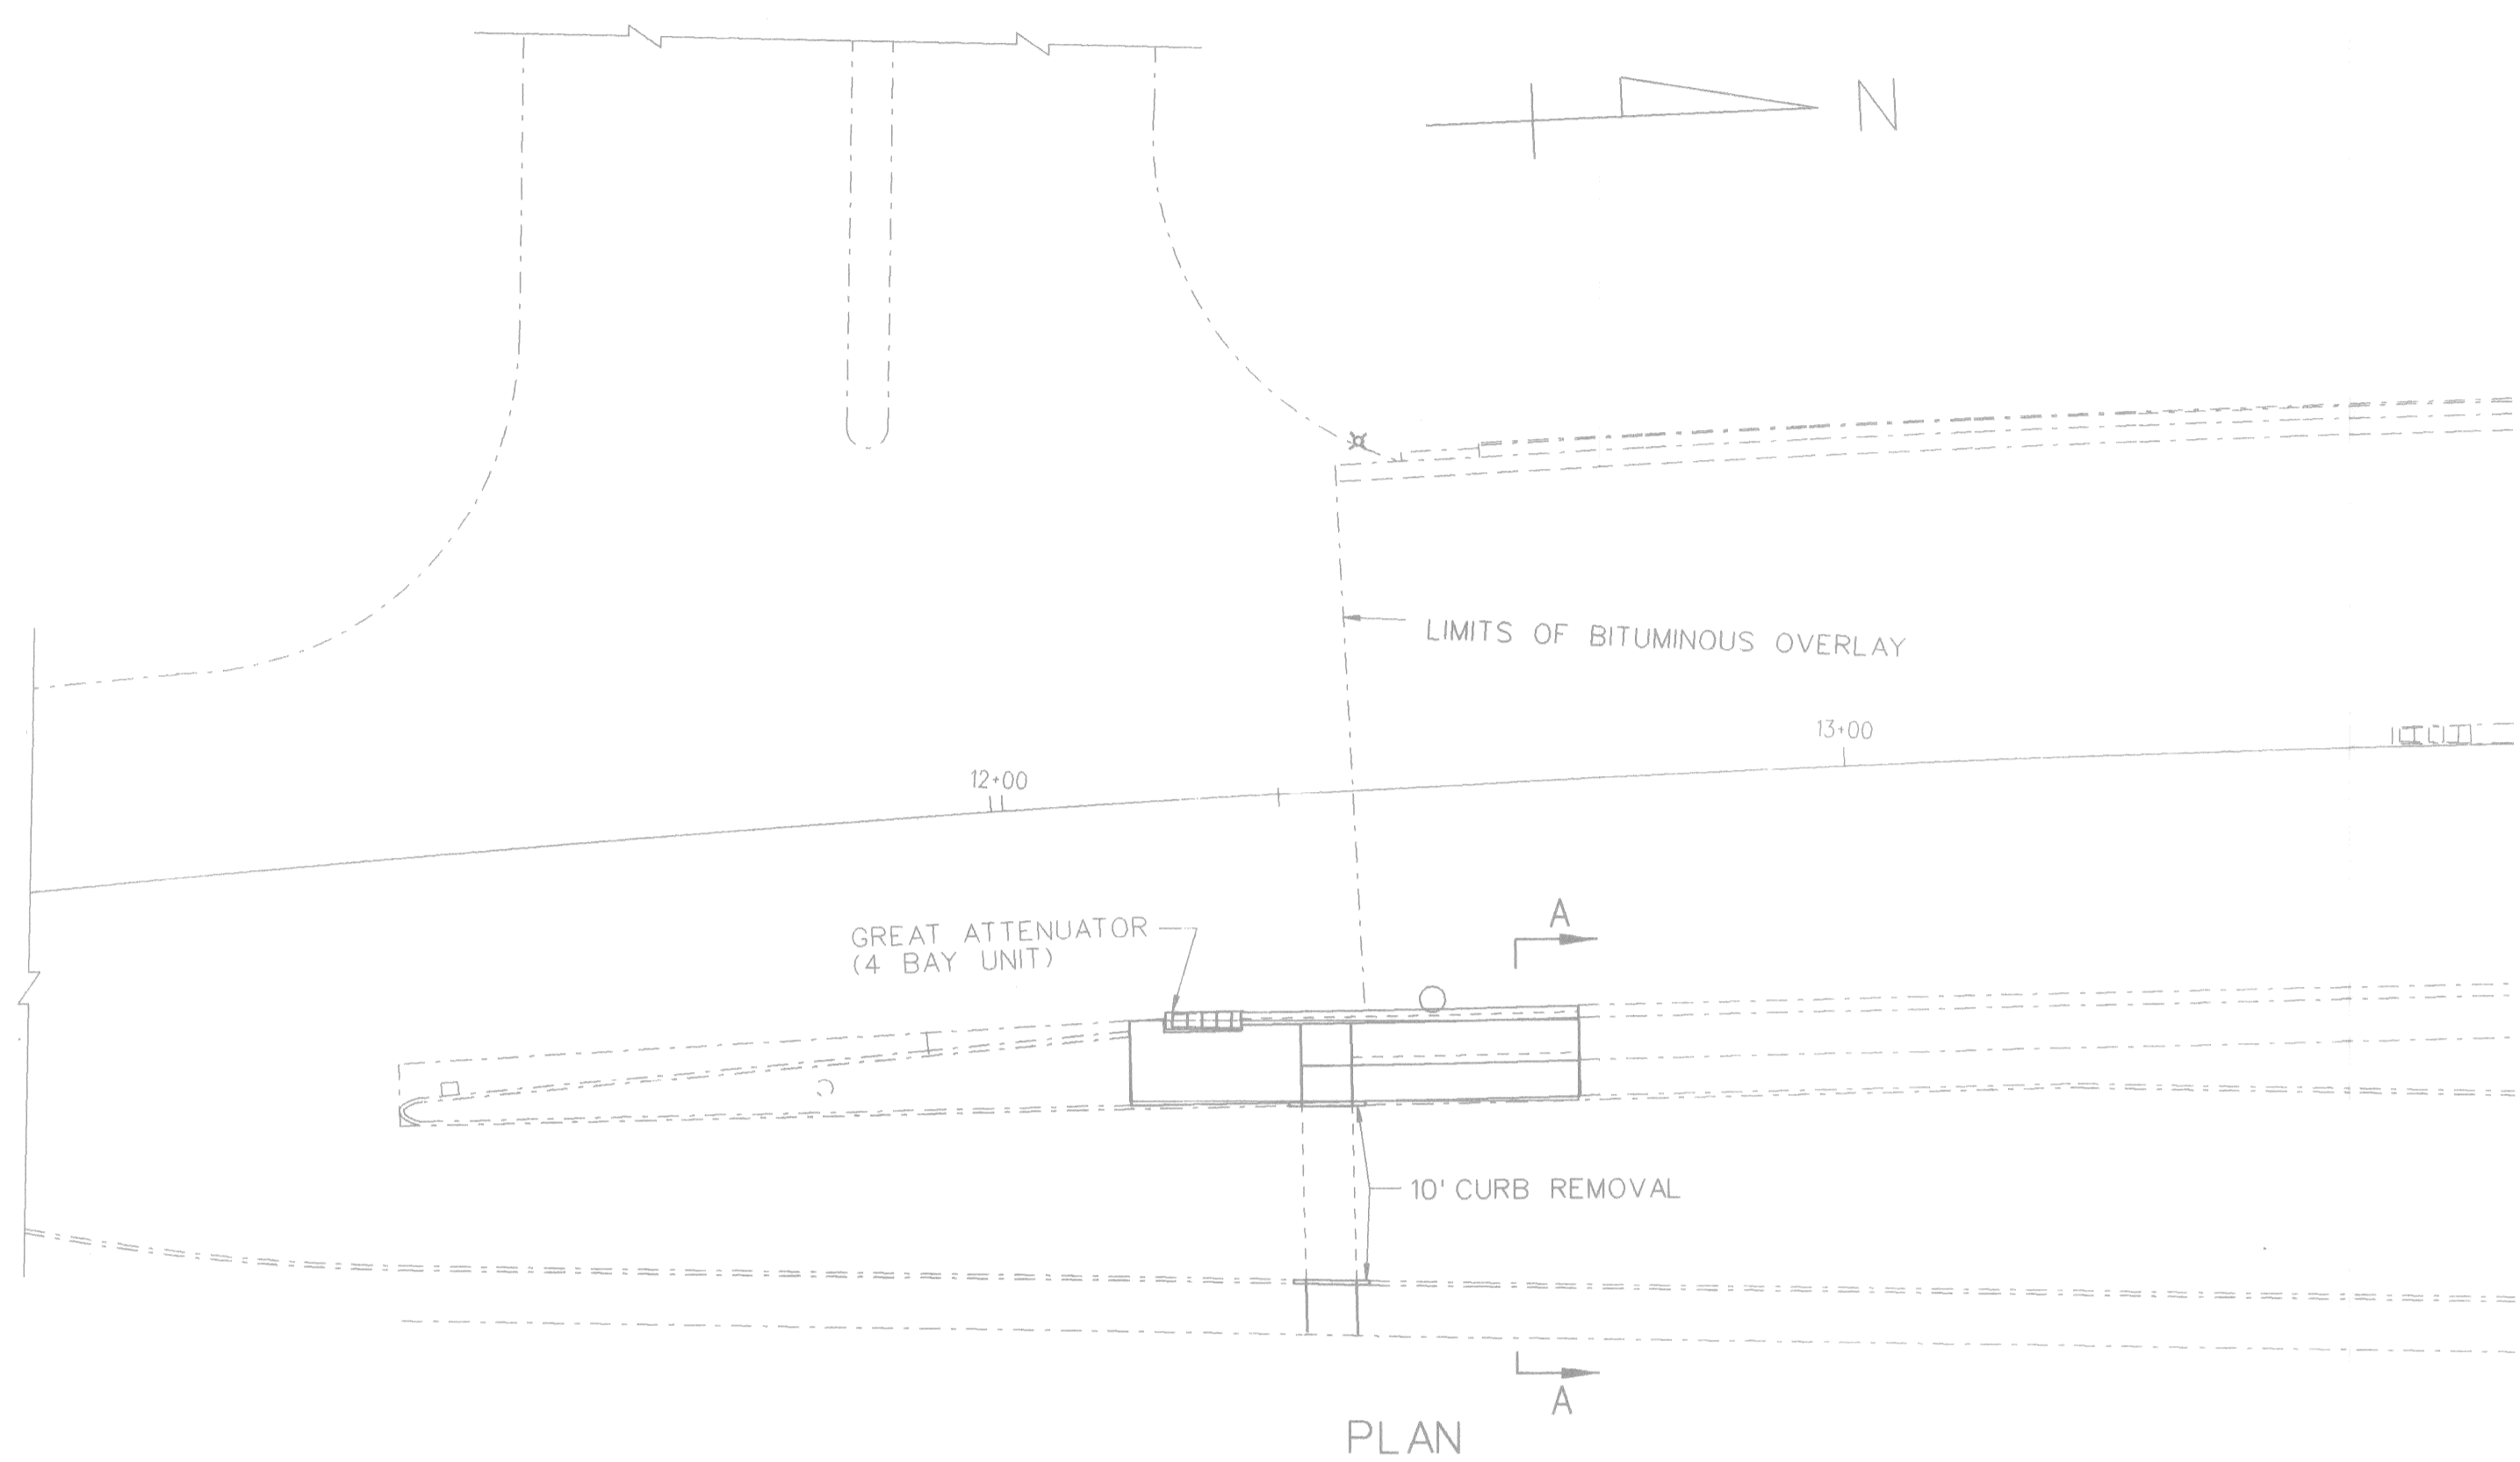 N
LIMITS OF BITUMINOUS OVERLAY
13+00
12+00
A
GREAT ATTENUATOR
(4 BAY UNIT)
10' CURB REMOVAL
A
PLAN